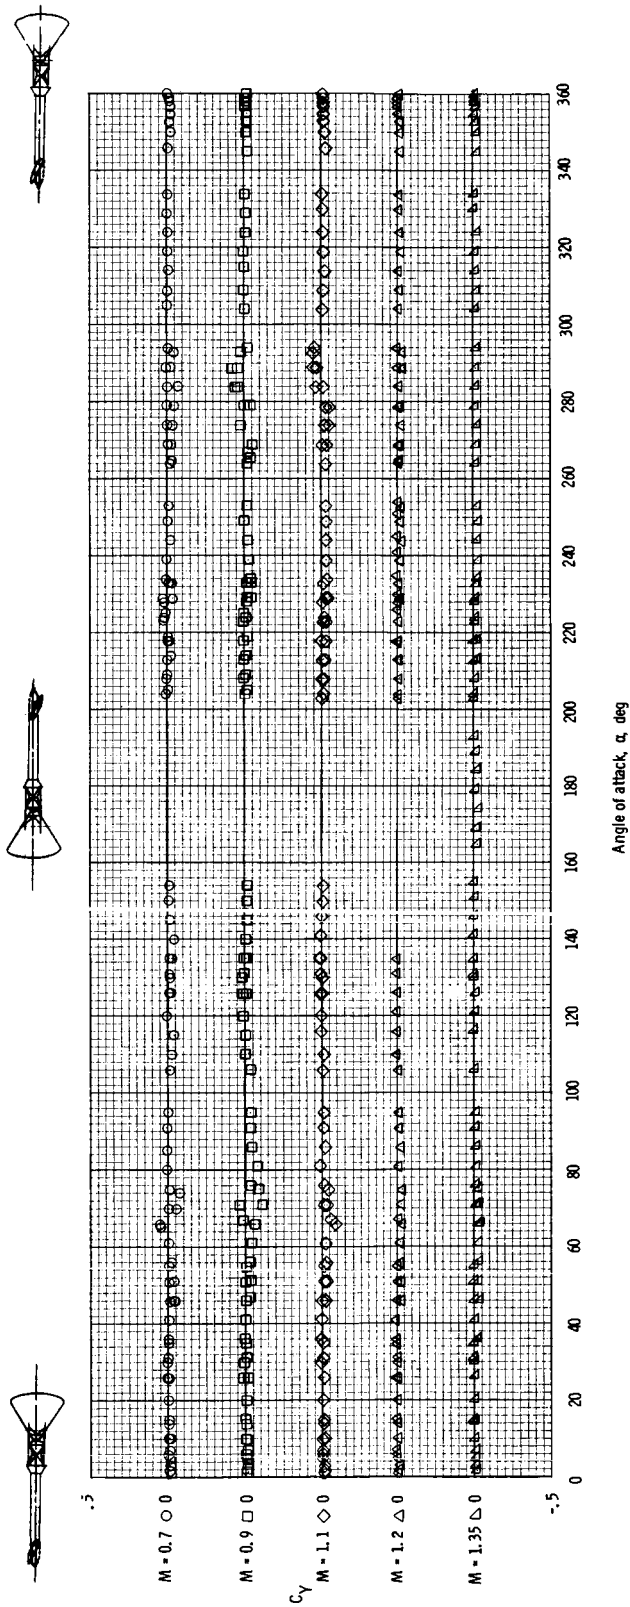 .5
M = 0.7 ○ 0
M = 0.9 □ 0
C_Y M = 1.1 ◇ 0
M = 1.2 △ 0
M = 1.35 ▷ 0
-.5
0 20 40 60 80 100 120 140 160 180 200 220 240 260 280 300 320 340 360
Angle of attack, α, deg